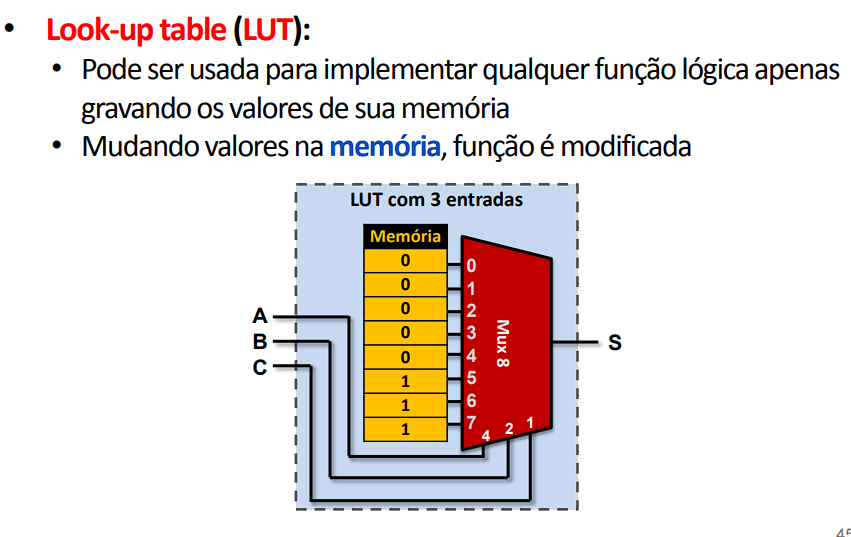 • Look-up table (LUT):
• Pode ser usada para implementar qualquer função lógica apenas
gravando os valores de sua memória
• Mudando valores na memória, função é modificada
LUT com 3 entradas
Memória
0 0
0 1
0 2
0 3
0 4
1 5
1 6
1 7
Mux 8
4 2 1
A
B
C
S
45